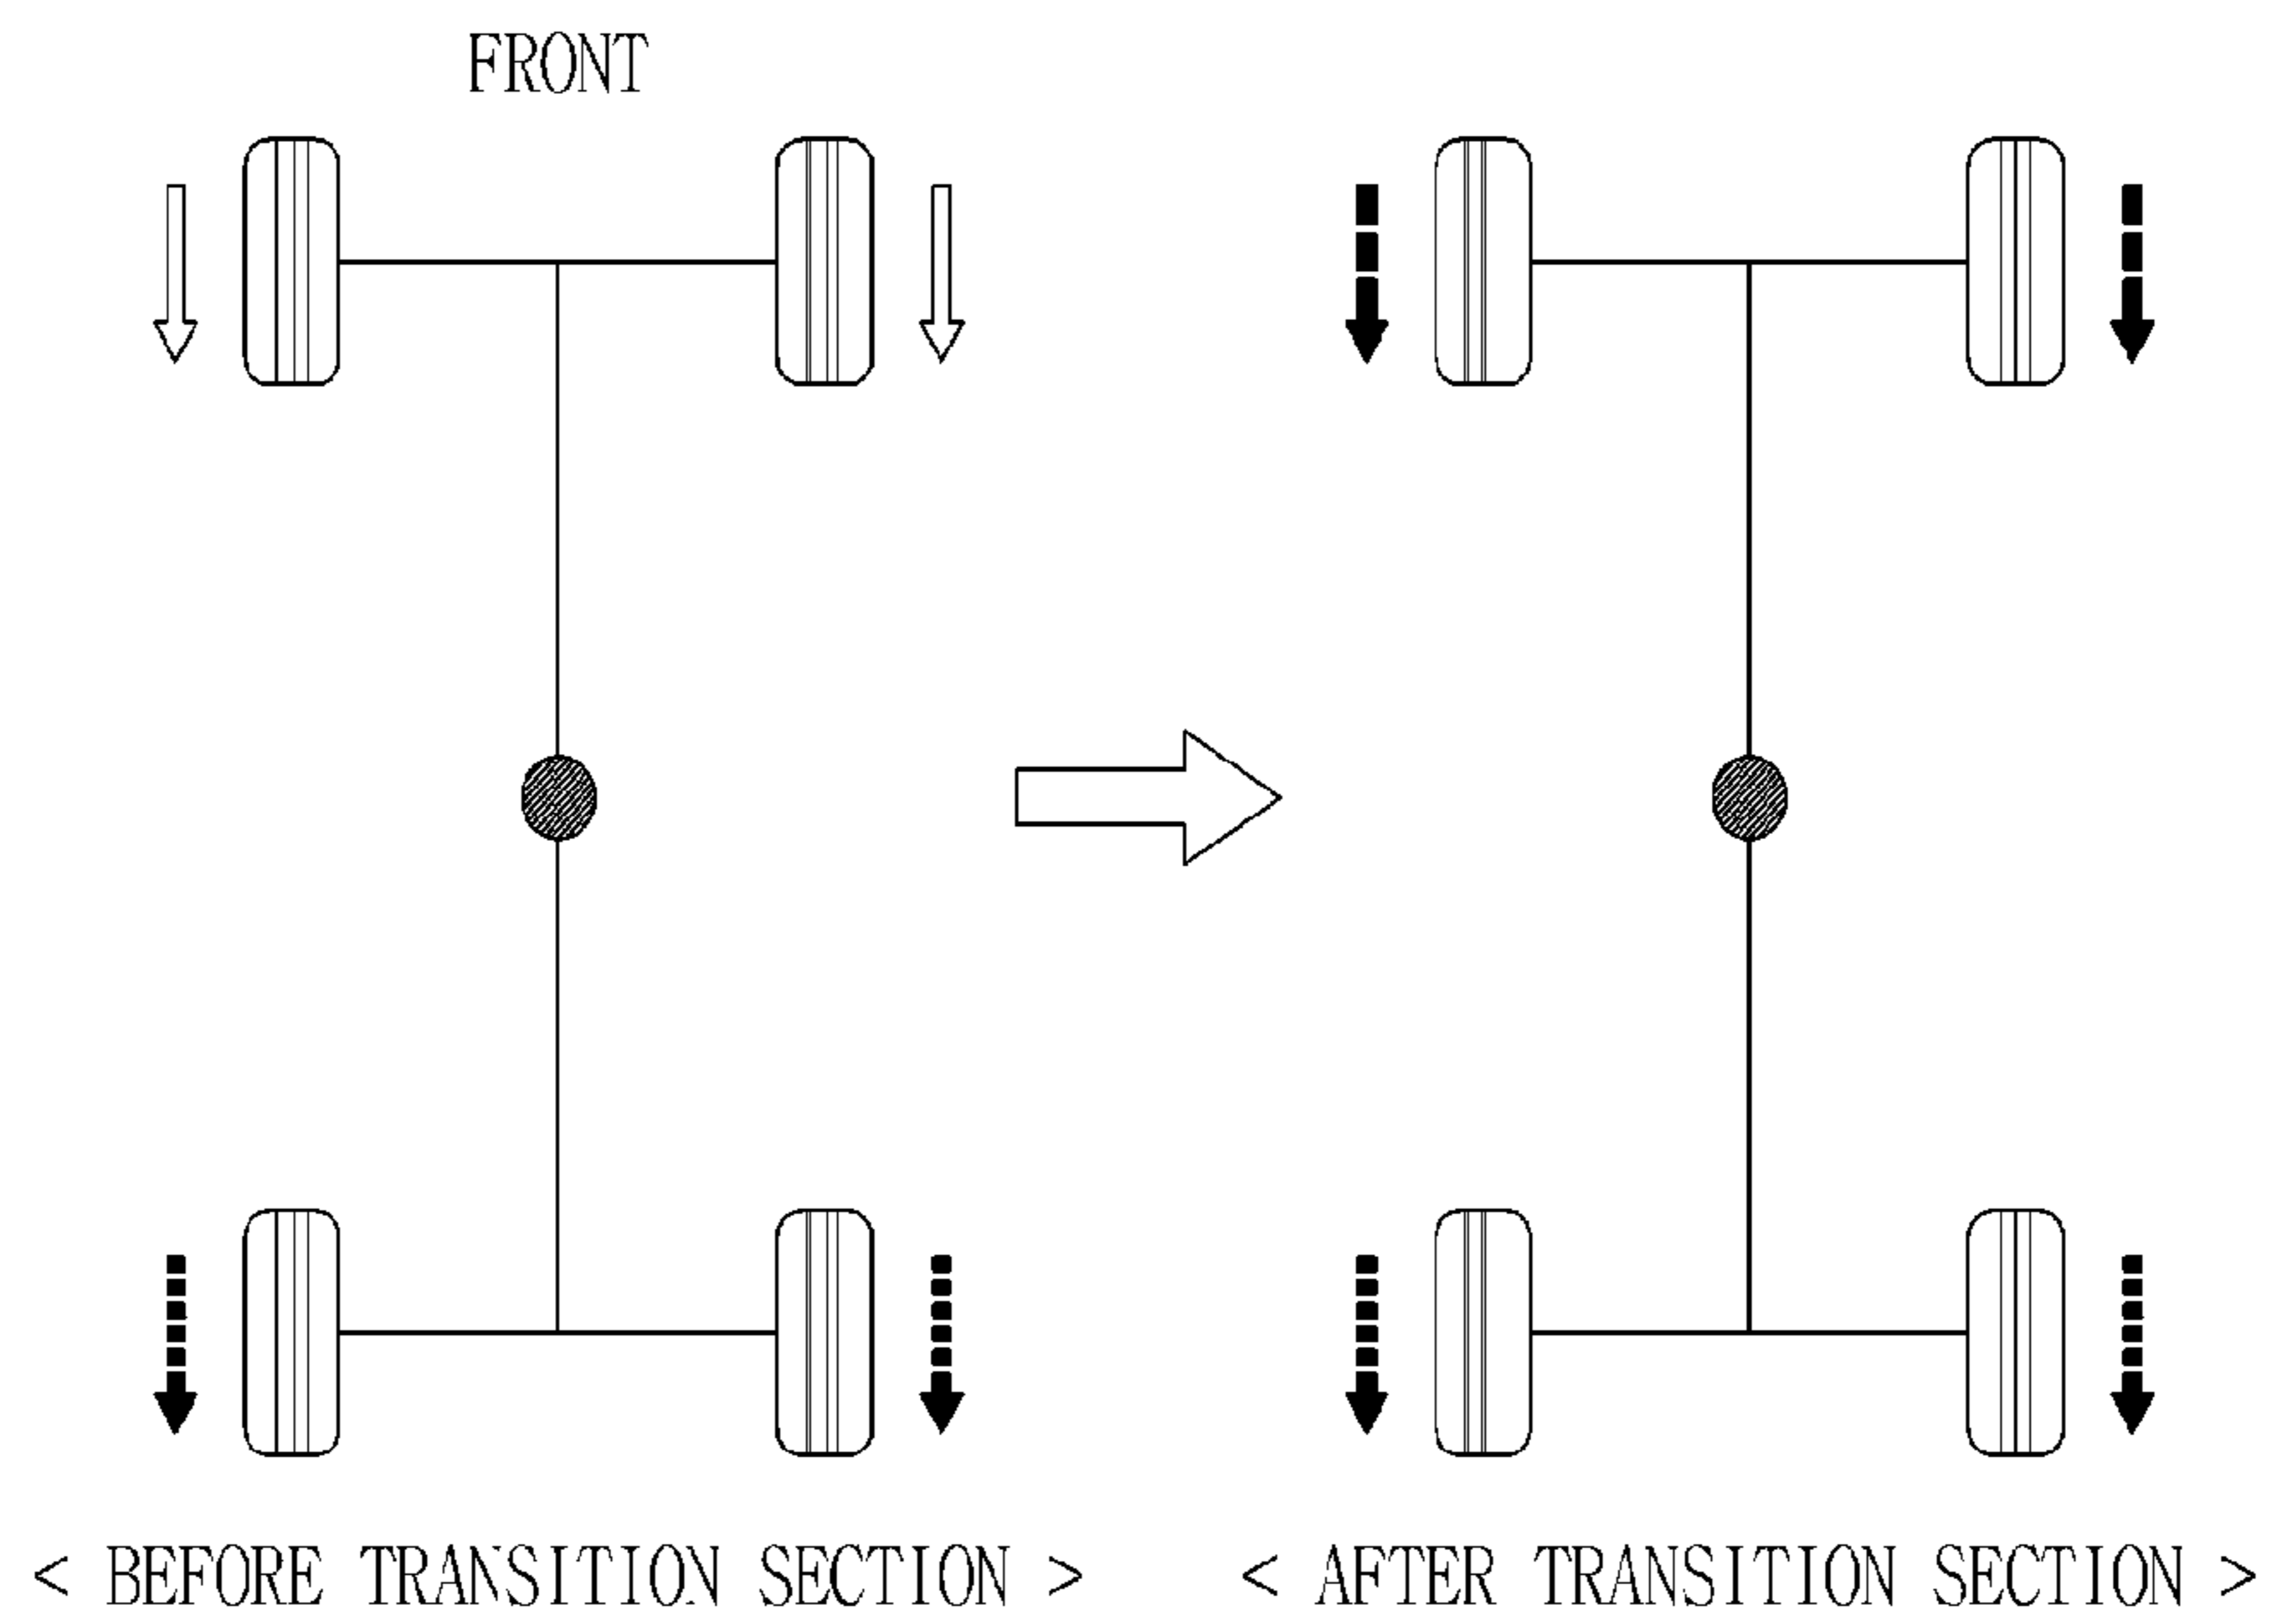 FRONT
< BEFORE TRANSITION SECTION >
< AFTER TRANSITION SECTION >